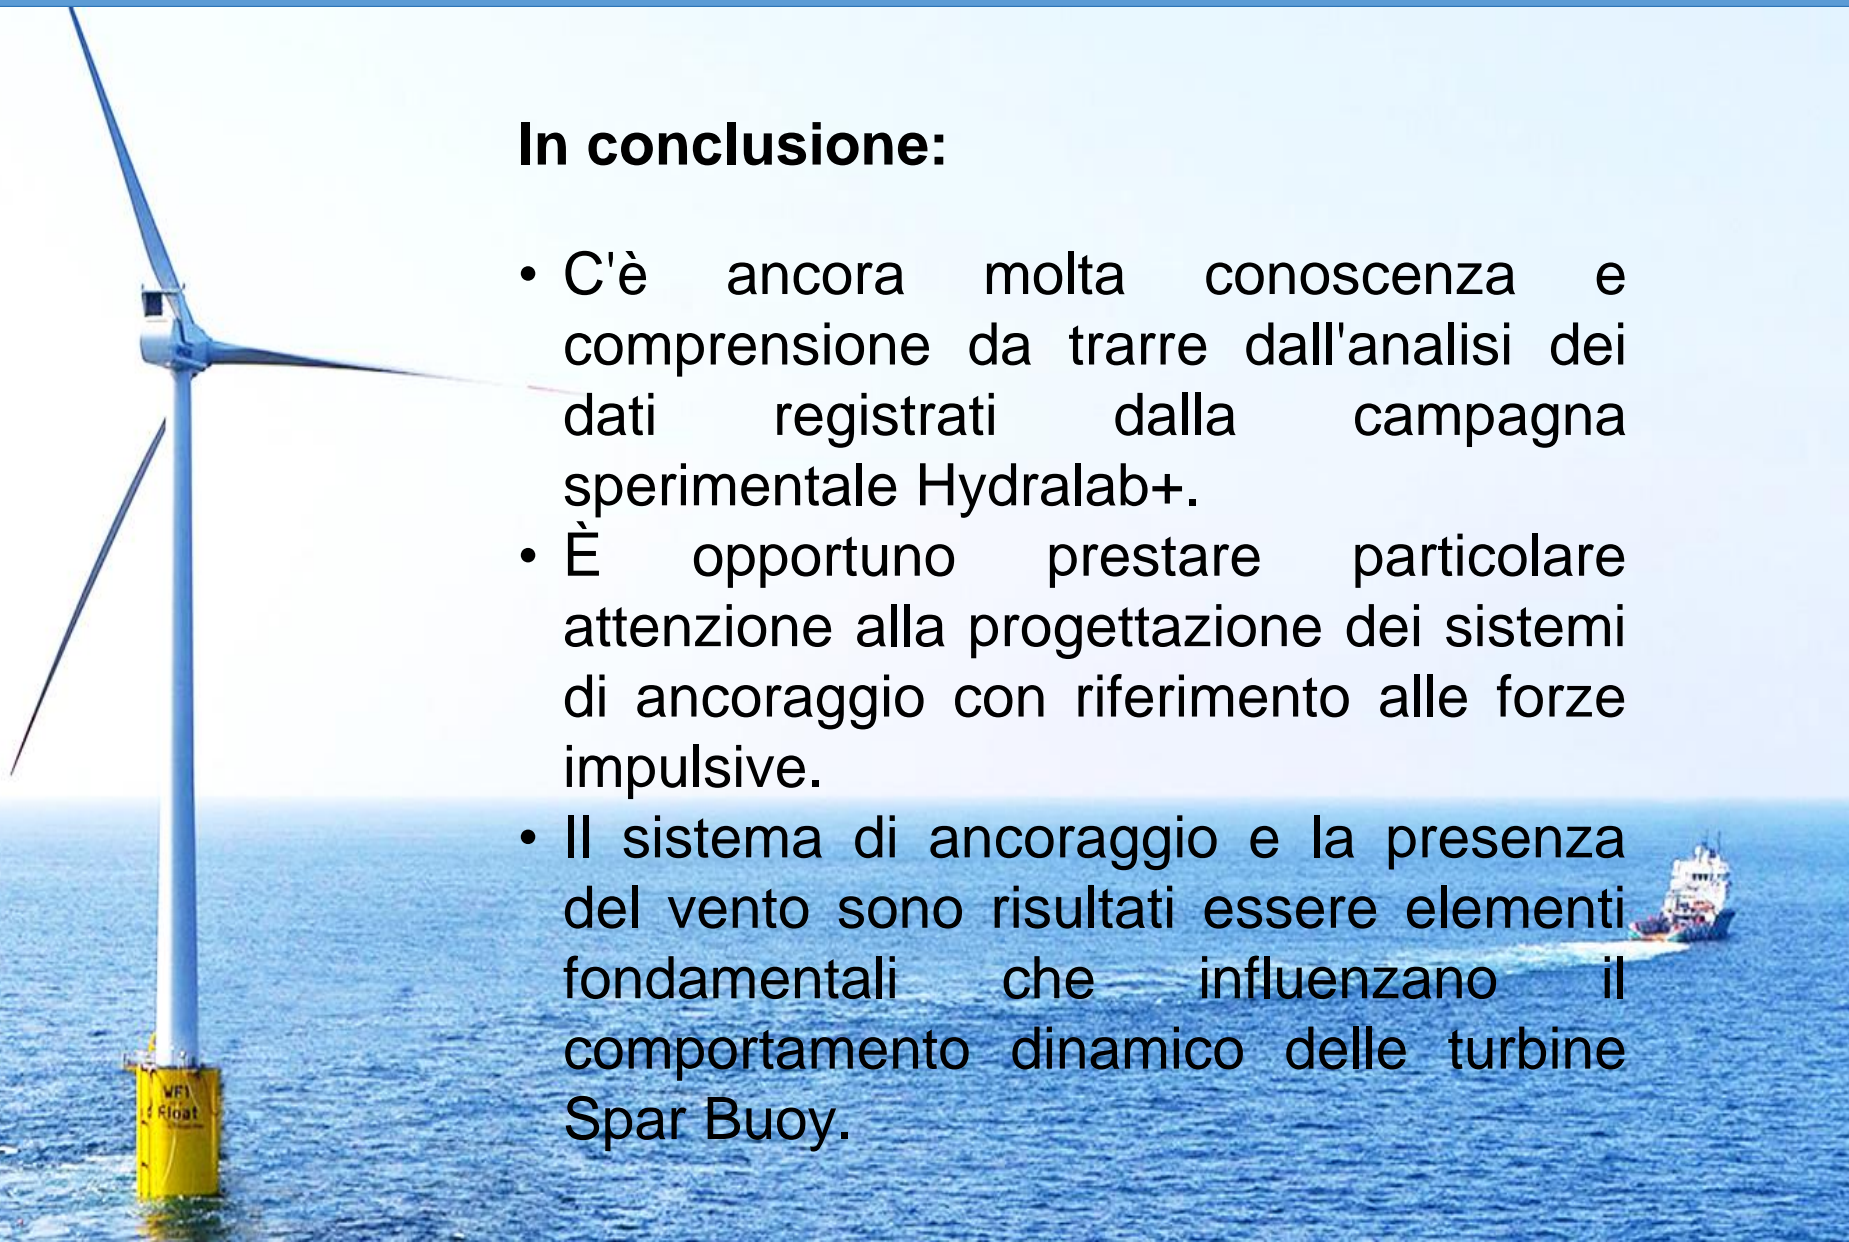 In conclusione:
• C'è ancora molta conoscenza e
comprensione da trarre dall'analisi dei
dati registrati dalla campagna
sperimentale Hydralab+.
• È opportuno prestare particolare
attenzione alla progettazione dei sistemi
di ancoraggio con riferimento alle forze
impulsive.
• Il sistema di ancoraggio e la presenza
del vento sono risultati essere elementi
fondamentali che influenzano il
comportamento dinamico delle turbine
Spar Buoy.
WF1
Float